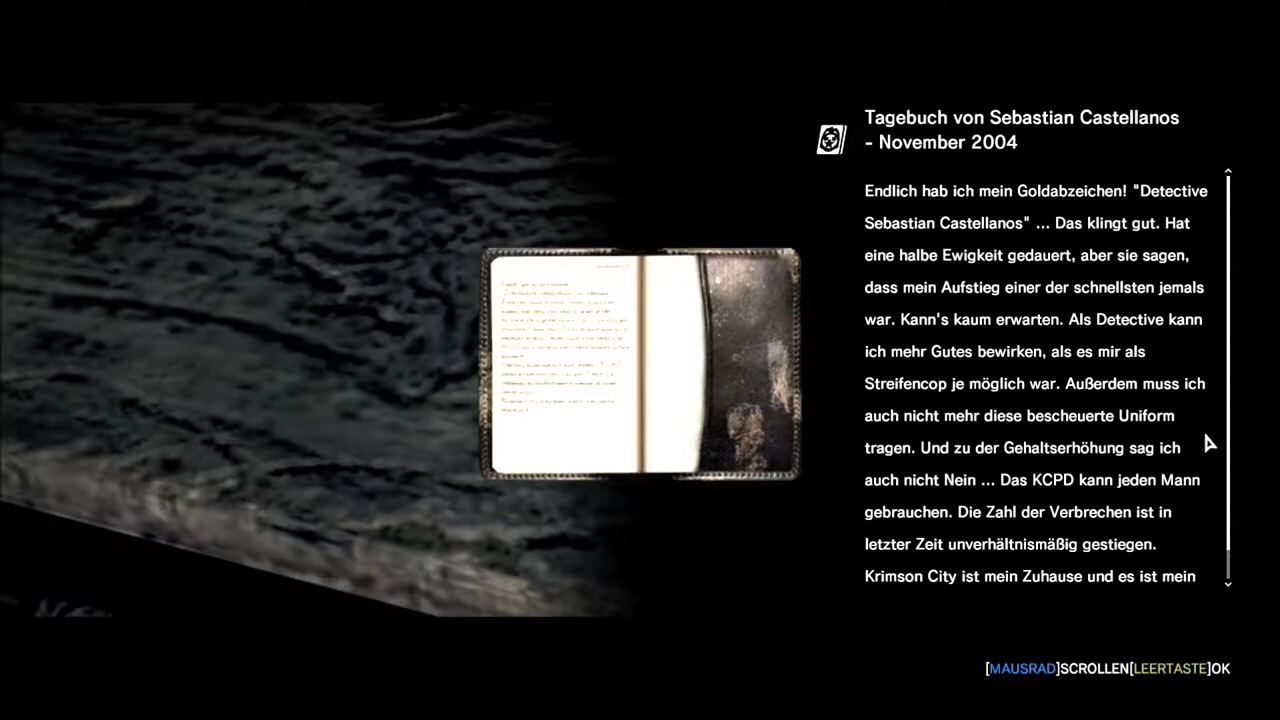 Tagebuch von Sebastian Castellanos
- November 2004
Endlich hab ich mein Goldabzeichen! "Detective
Sebastian Castellanos" ... Das klingt gut. Hat
eine halbe Ewigkeit gedauert, aber sie sagen,
dass mein Aufstieg einer der schnellsten jemals
war. Kann's kaum erwarten. Als Detective kann
ich mehr Gutes bewirken, als es mir als
Streifencop je möglich war. Außerdem muss ich
auch nicht mehr diese bescheuerte Uniform
tragen. Und zu der Gehaltserhöhung sag ich
auch nicht Nein ... Das KCPD kann jeden Mann
gebrauchen. Die Zahl der Verbrechen ist in
letzter Zeit unverhältnismäßig gestiegen.
Krimson City ist mein Zuhause und es ist mein
[MAUSRAD]SCROLLEN[LEERTASTE]OK